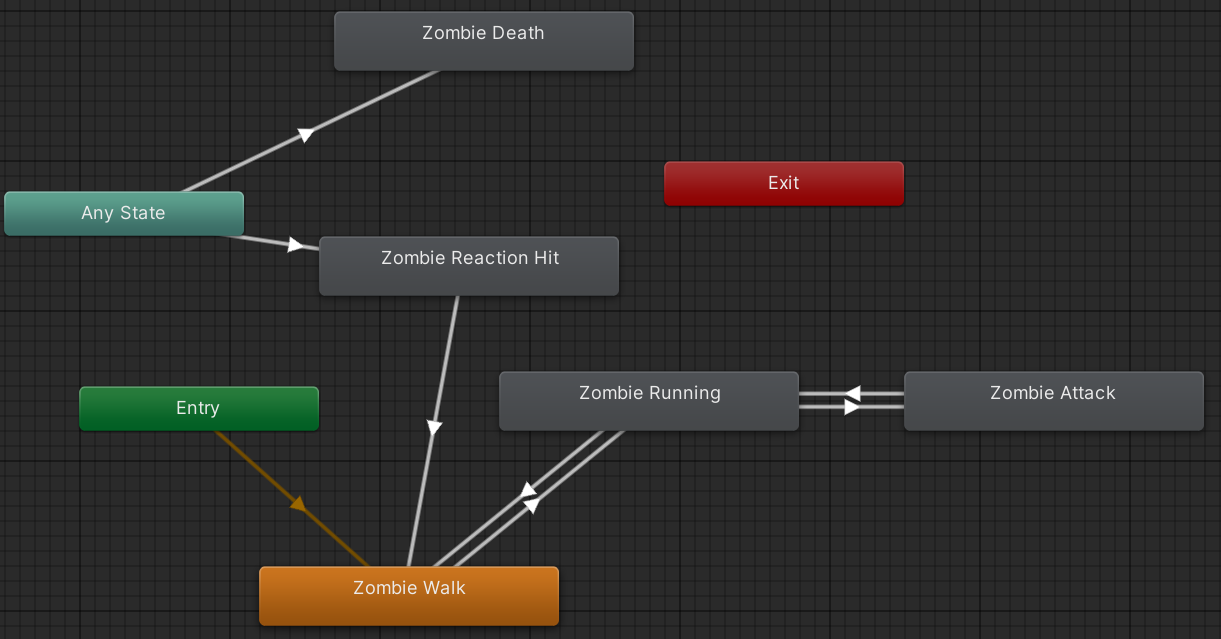 Zombie Death
Exit
Any State
Zombie Reaction Hit
Zombie Running
Zombie Attack
Entry
Zombie Walk